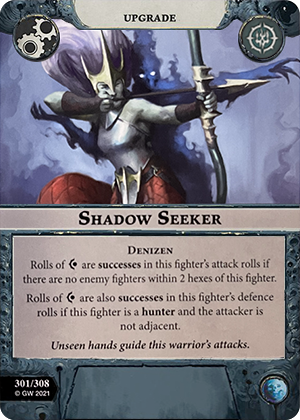 UPGRADE
SHADOW SEEKER
DENIZEN
Rolls of are successes in this fighter's attack rolls if
there are no enemy fighters within 2 hexes of this fighter.
Rolls of are also successes in this fighter's defence
rolls if this fighter is a hunter and the attacker is
not adjacent.
Unseen hands guide this warrior's attacks.
301/308
© GW 2021